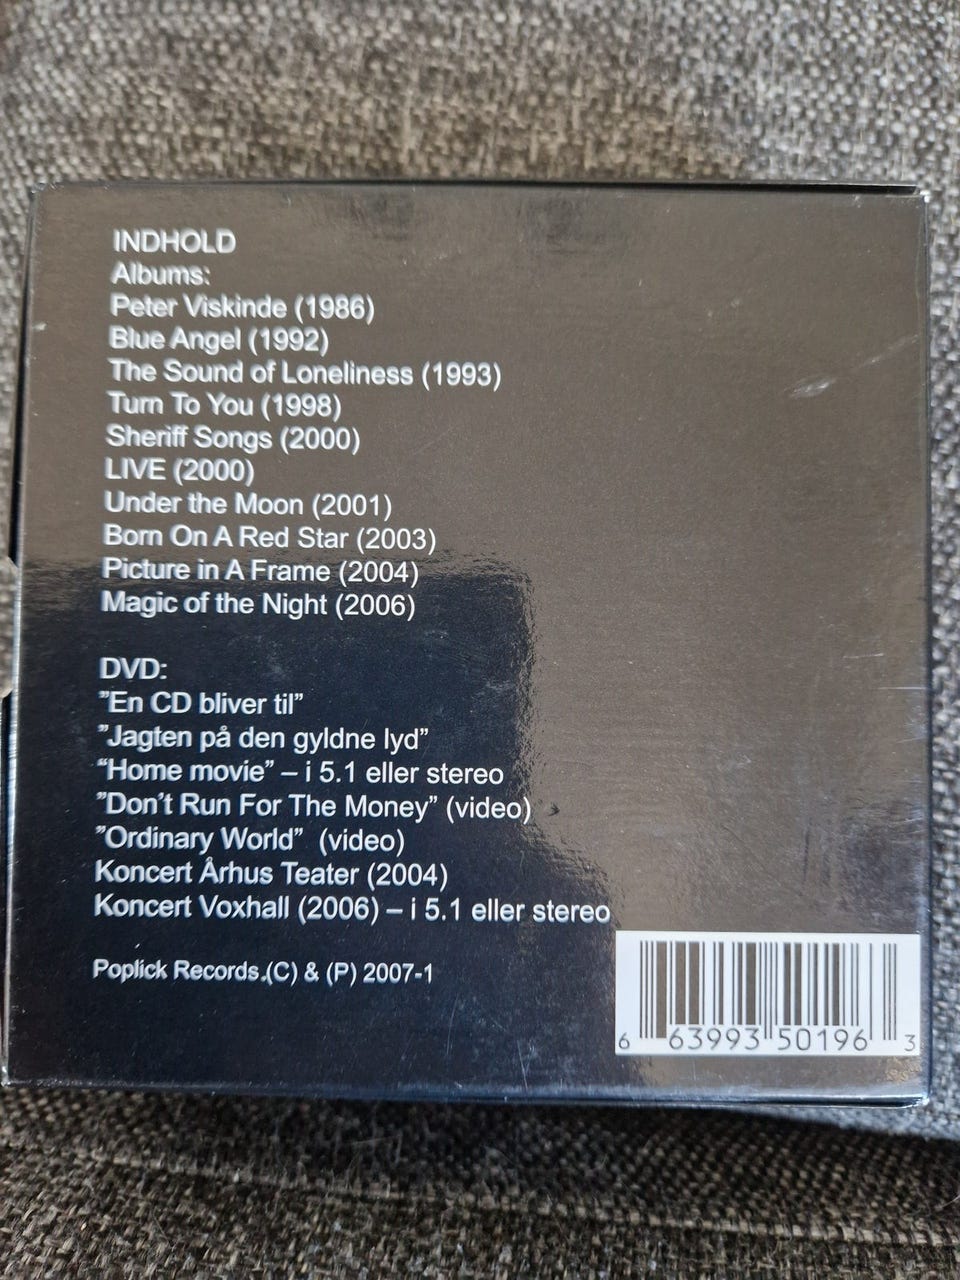 INDHOLD
Albums:
Peter Viskinde (1986)
Blue Angel (1992)
The Sound of Loneliness (1993)
Turn To You (1998)
Sheriff Songs (2000)
LIVE (2000)
Under the Moon (2001)
Born On A Red Star (2003)
Picture in A Frame (2004)
Magic of the Night (2006)
DVD:
”En CD bliver til”
”Jagten på den gyldne lyd”
“Home movie” – i 5.1 eller stereo
”Don’t Run For The Money” (video)
”Ordinary World” (video)
Koncert Århus Teater (2004)
Koncert Voxhall (2006) – i 5.1 eller stereo
Poplick Records.(C) & (P) 2007-1
6 63993 50196 3